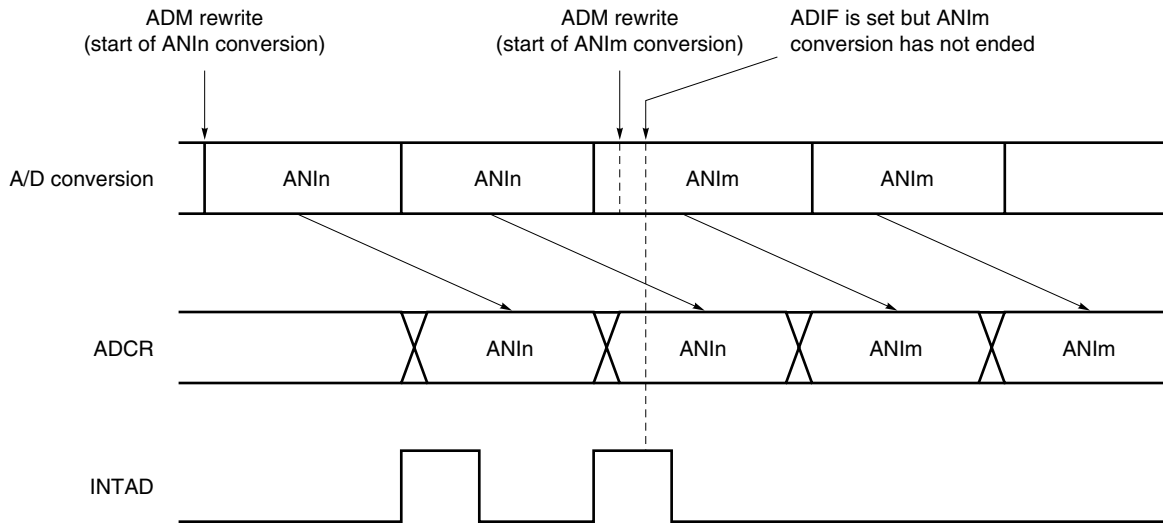 ADM rewrite
(start of ANIn conversion)
ADM rewrite
(start of ANIm conversion)
ADIF is set but ANIm
conversion has not ended
A/D conversion
ANIn
ANIn
ANIm
ANIm
ADCR
ANIn
ANIn
ANIm
ANIm
INTAD